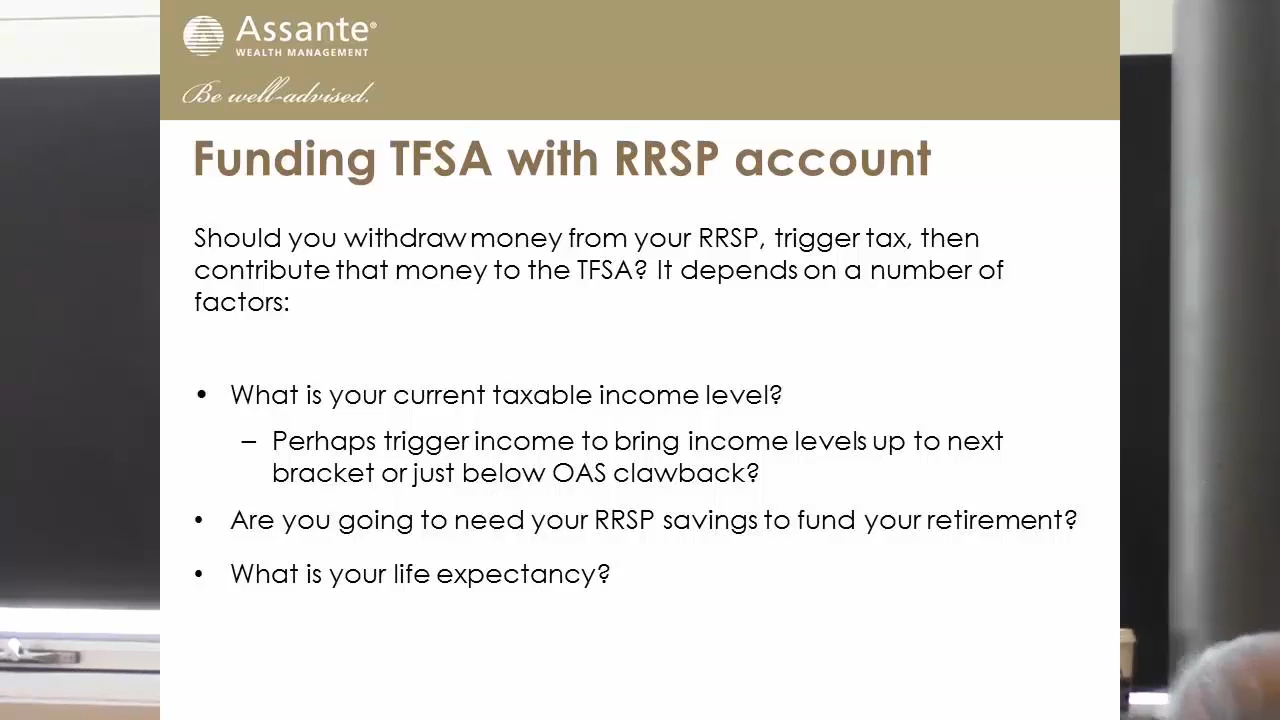 Assante®
WEALTH MANAGEMENT
Be well-advised.
Funding TFSA with RRSP account
Should you withdraw money from your RRSP, trigger tax, then
contribute that money to the TFSA? It depends on a number of
factors:
• What is your current taxable income level?
– Perhaps trigger income to bring income levels up to next
bracket or just below OAS clawback?
• Are you going to need your RRSP savings to fund your retirement?
• What is your life expectancy?